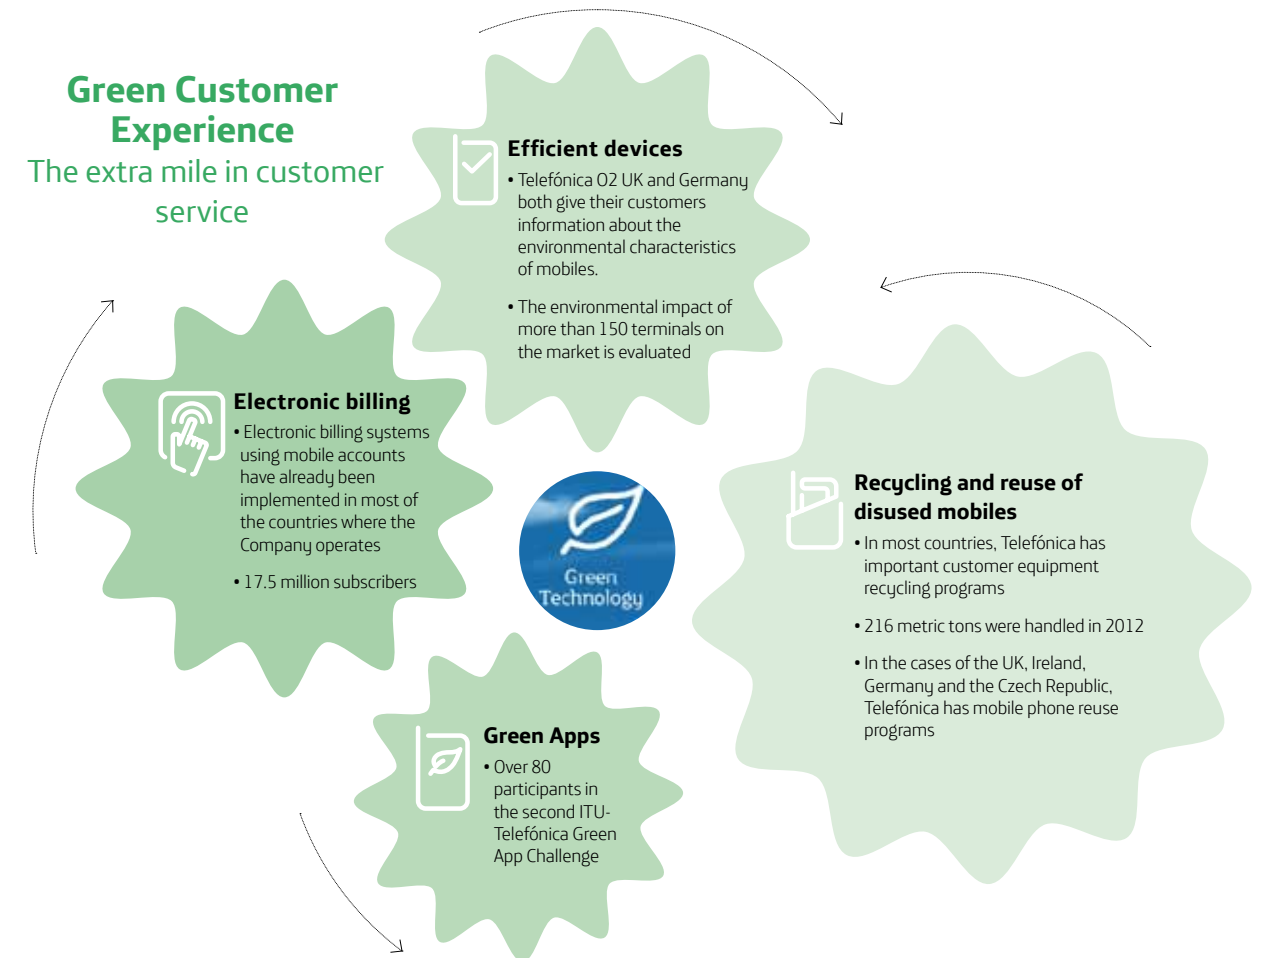 Green Customer
Experience
The extra mile in customer
service
Efficient devices
• Telefónica O2 UK and Germany
both give their customers
information about the
environmental characteristics
of mobiles.
• The environmental impact of
more than 150 terminals on
the market is evaluated
Electronic billing
• Electronic billing systems
using mobile accounts
have already been
implemented in most of
the countries where the
Company operates
• 17.5 million subscribers
Green
Technology
Recycling and reuse of
disused mobiles
• In most countries, Telefónica has
important customer equipment
recycling programs
• 216 metric tons were handled in 2012
• In the cases of the UK, Ireland,
Germany and the Czech Republic,
Telefónica has mobile phone reuse
programs
Green Apps
• Over 80
participants in
the second ITU-
Telefónica Green
App Challenge